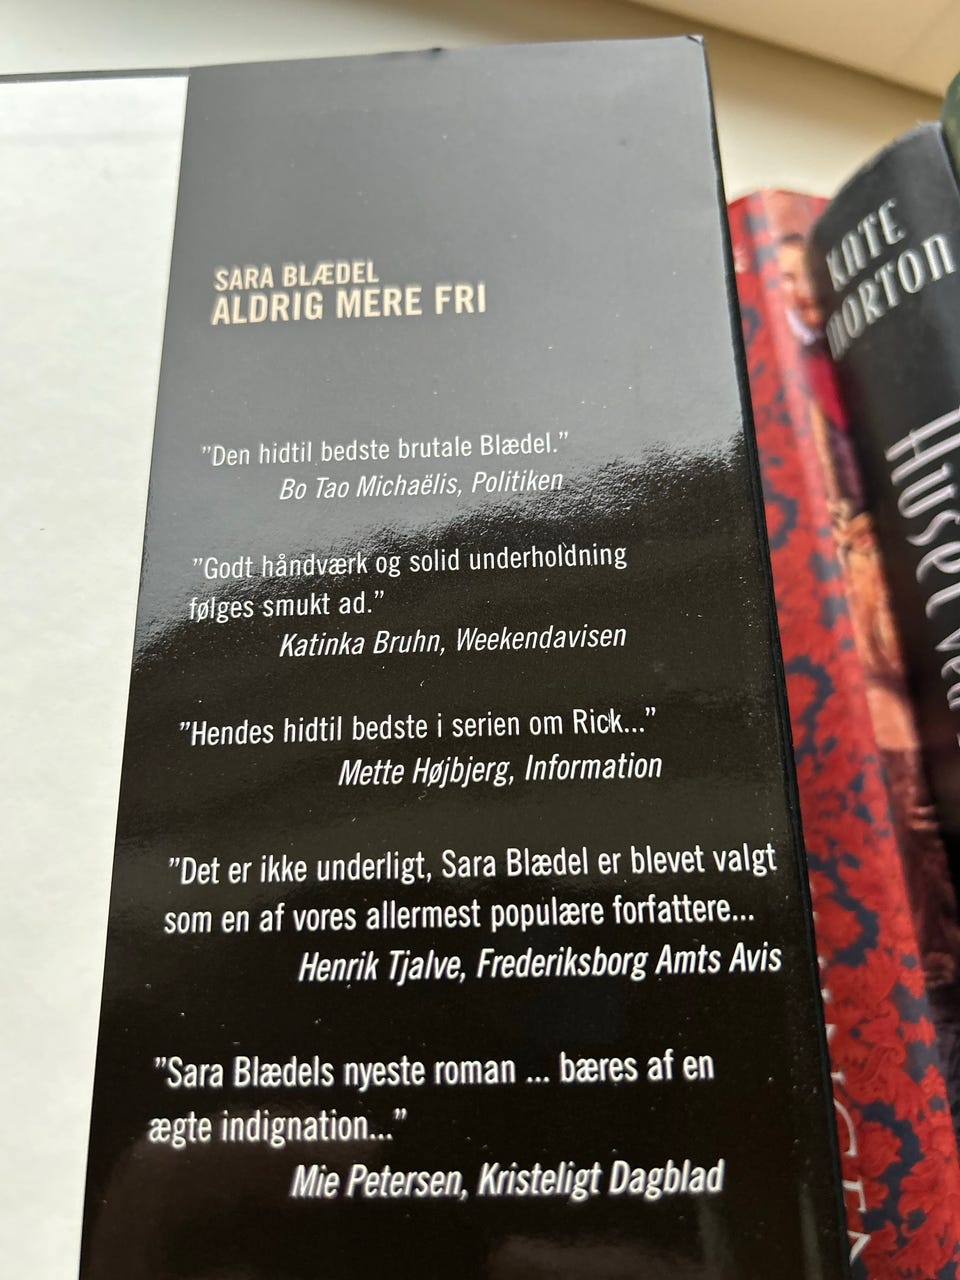 SARA BLÆDEL
ALDRIG MERE FRI
”Den hidtil bedste brutale Blædel.”
Bo Tao Michaëlis, Politiken
”Godt håndværk og solid underholdning
følges smukt ad.”
Katinka Bruhn, Weekendavisen
”Hendes hidtil bedste i serien om Rick...”
Mette Højbjerg, Information
”Det er ikke underligt, Sara Blædel er blevet valgt
som en af vores allermest populære forfattere...
Henrik Tjalve, Frederiksborg Amts Avis
”Sara Blædels nyeste roman ... bæres af en
ægte indignation...”
Mie Petersen, Kristeligt Dagblad
KATE
MORTON
HUSET VED